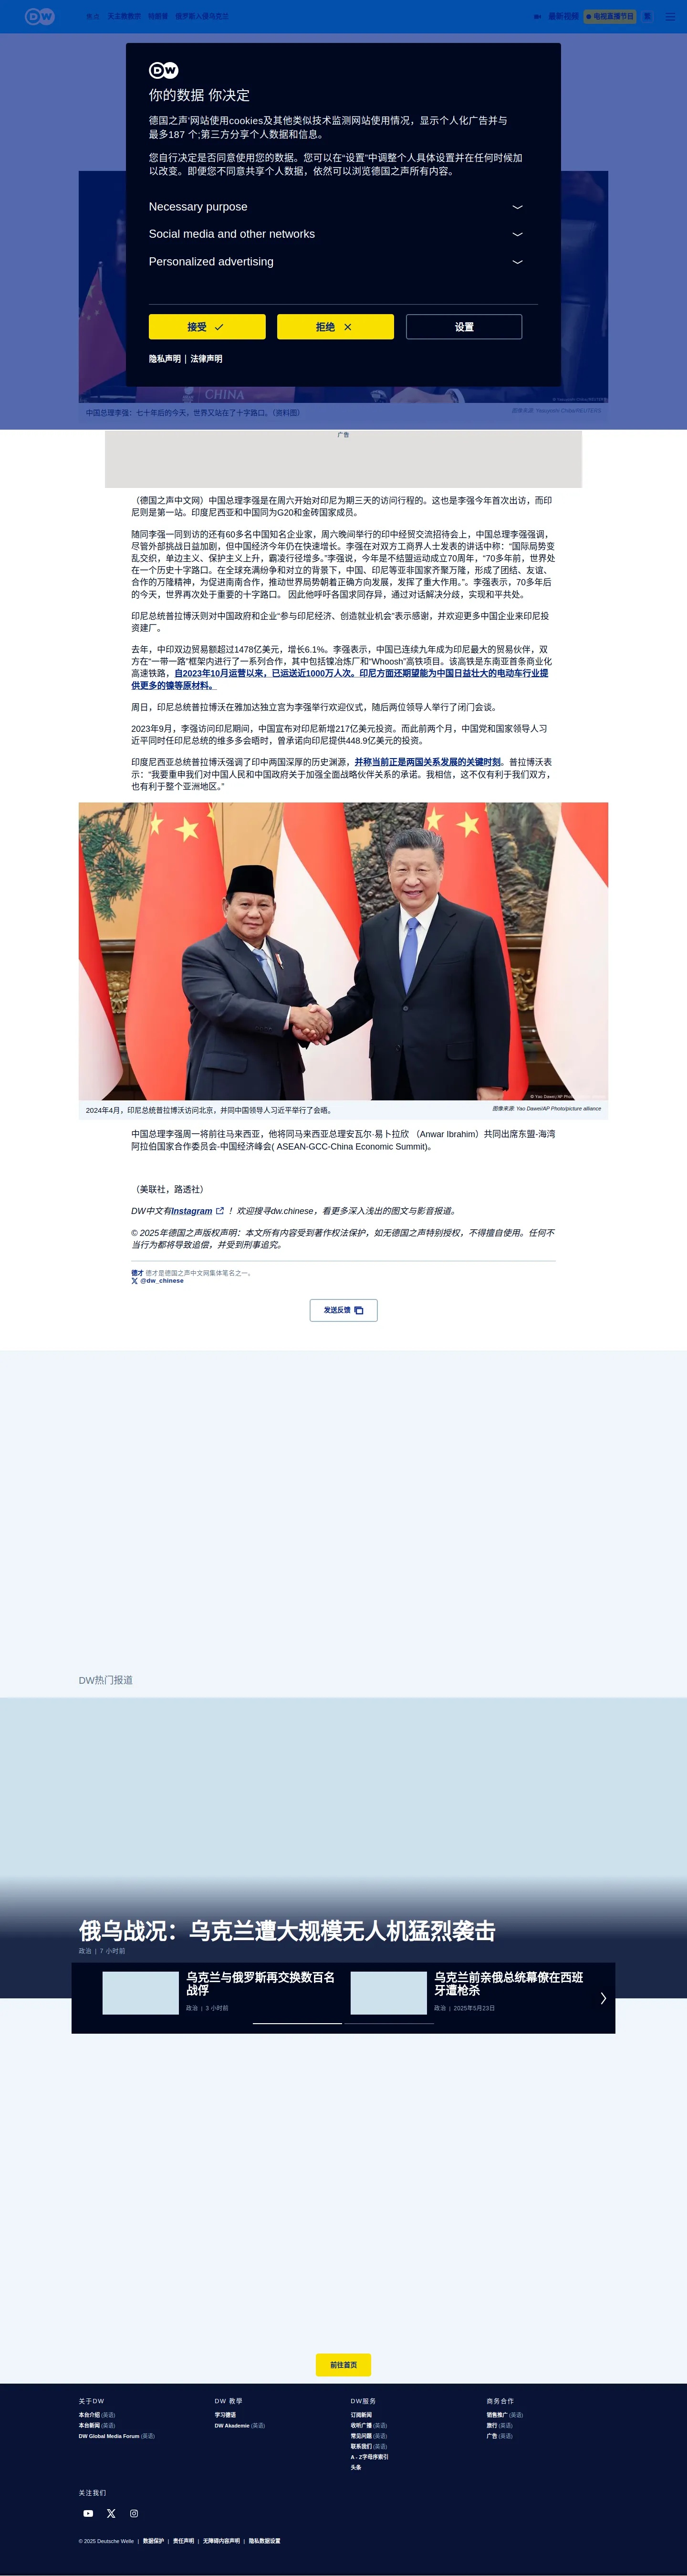 DW
热点
天主教教宗
特朗普
俄罗斯入侵乌克兰
最新视频
电视直播节目
繁
DW
你的数据 你决定
德国之声网站使用cookies及其他类似技术监测网站使用情况，显示个人化广告并与
最多187 个;第三方分享个人数据和信息。
您自行决定是否同意使用您的数据。您可以在“设置”中调整个人具体设置并在任何时候加
以改变。即便您不同意共享个人数据，依然可以浏览德国之声所有内容。
Necessary purpose
Social media and other networks
Personalized advertising
接受
拒绝
设置
隐私声明 | 法律声明
CHINA
中国总理李强：七十年后的今天，世界又站在了十字路口。（资料图）
广告
（德国之声中文网）中国总理李强是在周六开始对印尼为期三天的访问行程的。这也是李强今年首次出访，而印
尼则是第一站。印度尼西亚和中国同为G20和金砖国家成员。
随同李强一同到访的还有60多名中国知名企业家，周六晚间举行的印中经贸交流招待会上，中国总理李强强调，
尽管外部挑战日益加剧，但中国经济今年仍在快速增长。李强在对双方工商界人士发表的讲话中称：“国际局势变
乱交织，单边主义、保护主义上升，霸凌行径增多。”李强说，今年是不结盟运动成立70周年，“70多年前，世界处
在一个历史十字路口。在全球充满纷争和对立的背景下，中国、印尼等亚非国家齐聚万隆，形成了团结、友谊、
合作的万隆精神，为促进南南合作，推动世界局势朝着正确方向发展，发挥了重大作用。”。李强表示，70多年后
的今天，世界再次处于重要的十字路口。 因此他呼吁各国求同存异，通过对话解决分歧，实现和平共处。
印尼总统普拉博沃则对中国政府和企业“参与印尼经济、创造就业机会”表示感谢，并欢迎更多中国企业来印尼投
资建厂。
去年，中印双边贸易额超过1478亿美元，增长6.1%。李强表示，中国已连续九年成为印尼最大的贸易伙伴，双
方在“一带一路”框架内进行了一系列合作，其中包括镍冶炼厂和“Whoosh”高铁项目。该高铁是东南亚首条商业化
高速铁路，自2023年10月运营以来，已运送近1000万人次。印尼方面还期望能为中国日益壮大的电动车行业提
供更多的镍等原材料。
周日，印尼总统普拉博沃在雅加达独立宫为李强举行欢迎仪式，随后两位领导人举行了闭门会谈。
2023年9月，李强访问印尼期间，中国宣布对印尼新增217亿美元投资。而此前两个月，中国党和国家领导人习
近平同时任印尼总统的维多多会晤时，曾承诺向印尼提供448.9亿美元的投资。
印度尼西亚总统普拉博沃强调了印中两国深厚的历史渊源，并称当前正是两国关系发展的关键时刻。普拉博沃表
示：“我要重申我们对中国人民和中国政府关于加强全面战略伙伴关系的承诺。我相信，这不仅有利于我们双方，
也有利于整个亚洲地区。”
2024年4月，印尼总统普拉博沃访问北京，并同中国领导人习近平举行了会晤。
图像来源: Yao Dawei/AP Photo/picture alliance
中国总理李强周一将前往马来西亚，他将同马来西亚总理安瓦尔·易卜拉欣 （Anwar Ibrahim）共同出席东盟-海湾
阿拉伯国家合作委员会-中国经济峰会( ASEAN-GCC-China Economic Summit)。
（美联社，路透社）
DW中文有Instagram ！欢迎搜寻dw.chinese，看更多深入浅出的图文与影音报道。
© 2025年德国之声版权声明：本文所有内容受到著作权法保护，如无德国之声特别授权，不得擅自使用。任何不
当行为都将导致追偿，并受到刑事追究。
德才 德才是德国之声中文网集体笔名之一。
@dw_chinese
发送反馈
DW热门报道
俄乌战况：乌克兰遭大规模无人机猛烈袭击
政治 | 7 小时前
乌克兰与俄罗斯再交换数百名
战俘
政治 | 3 小时前
乌克兰前亲俄总统幕僚在西班
牙遭枪杀
政治 | 2025年5月23日
前往首页
关于DW
本台介绍 (英语)
本台新闻 (英语)
DW Global Media Forum (英语)
DW 教學
学习德语
DW Akademie (英语)
DW服务
订阅新闻
收听广播 (英语)
常见问题 (英语)
联系我们 (英语)
A - Z字母序索引
头条
商务合作
销售推广 (英语)
旅行 (英语)
广告 (英语)
关注我们
© 2025 Deutsche Welle | 数据保护 | 责任声明 | 无障碍内容声明 | 隐私数据设置